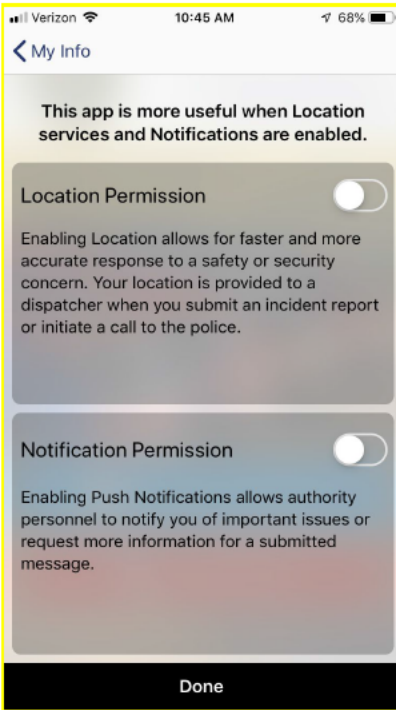 Verizon 10:45 AM 68%
My Info
This app is more useful when Location
services and Notifications are enabled.
Location Permission
Enabling Location allows for faster and more
accurate response to a safety or security
concern. Your location is provided to a
dispatcher when you submit an incident report
or initiate a call to the police.
Notification Permission
Enabling Push Notifications allows authority
personnel to notify you of important issues or
request more information for a submitted
message.
Done